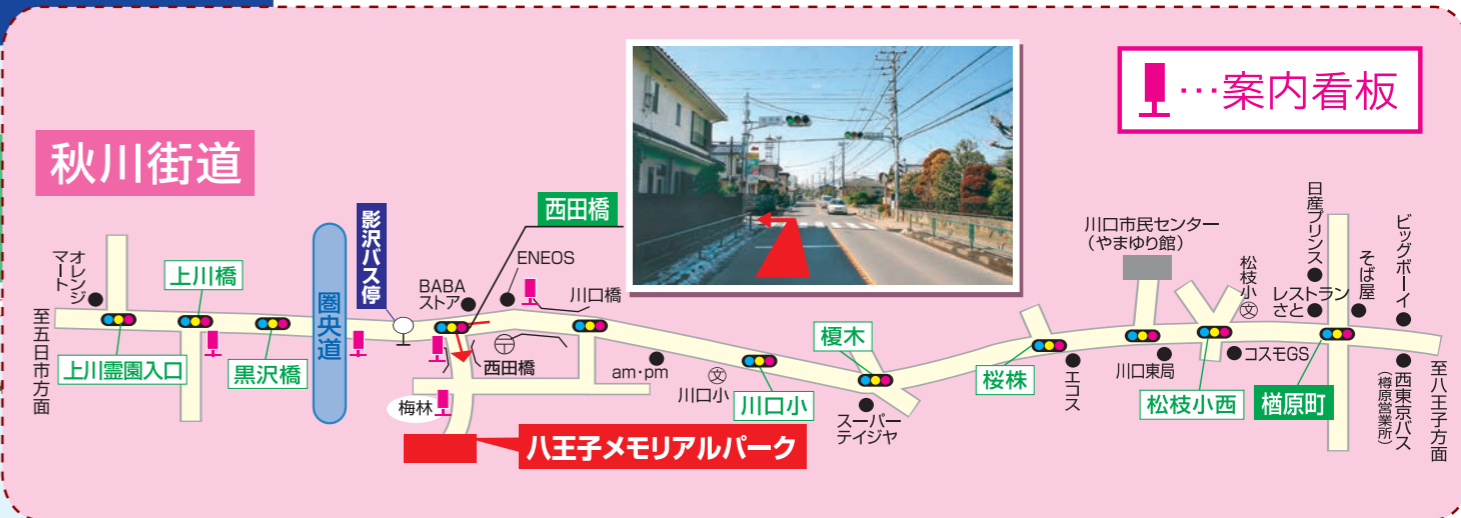 …案内看板
秋川街道
西田橋
影沢バス停
ENEOS
BABA
ストア
川口橋
オレンジ
マート
上川橋
圏央道
至五日市方面
上川霊園入口
黒沢橋
西田橋
梅林
八王子メモリアルパーク
am・pm
文
川口小
川口小
榎木
スーパー
テイジヤ
桜株
エコス
川口市民センター
(やまゆり館)
川口東局
松枝小
文
松枝小西
コスモGS
日産プリンス
レストラン
さと
そば屋
ビッグボーイ
楢原町
西東京バス
(樽原営業所)
至八王子方面